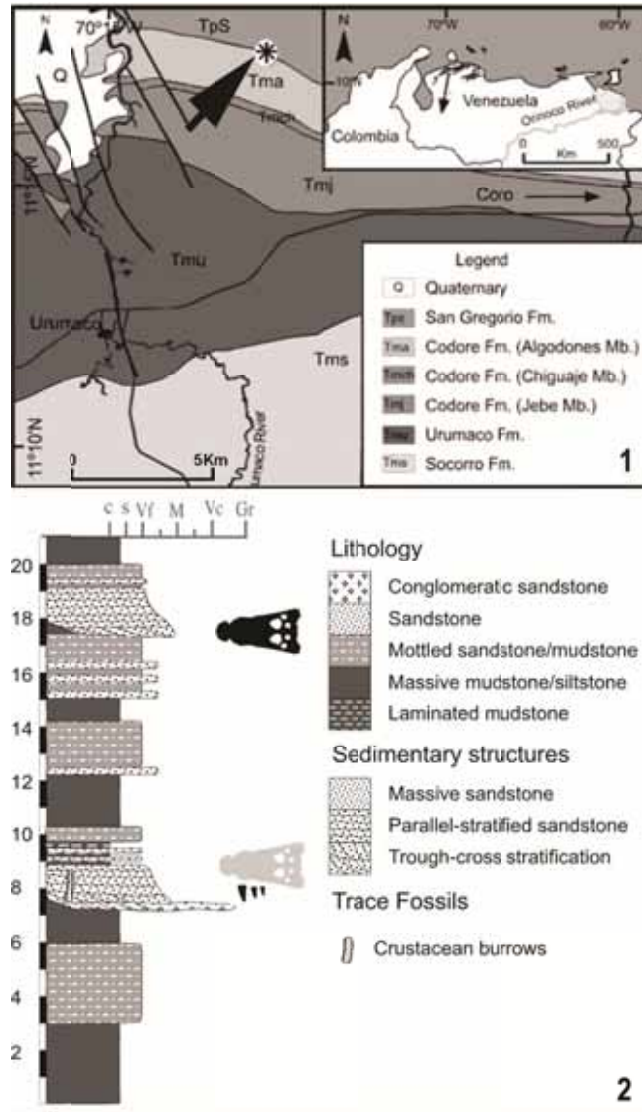 N
70°15'W
TpS
Q
Tma
Tmch
Tmj
Coro
Tmu
Urumaco
Tms
Urumaco River
11°15'N
11°10'N
0
5Km
N
70°W
60°W
10°N
Venezuela
Colombia
Orinoco River
0
500
Km
Legend
Q Quaternary
Tps San Gregorio Fm.
Tma Codore Fm. (Algodones Mb.)
Tmch Codore Fm. (Chiguaje Mb.)
Tmj Codore Fm. (Jebe Mb.)
Tmu Urumaco Fm.
Tms Socorro Fm.
1
c s Vf M Vc Gr
20
18
16
14
12
10
8
6
4
2
Lithology
Conglomeratic sandstone
Sandstone
Mottled sandstone/mudstone
Massive mudstone/siltstone
Laminated mudstone
Sedimentary structures
Massive sandstone
Parallel-stratified sandstone
Trough-cross stratification
Trace Fossils
Crustacean burrows
2